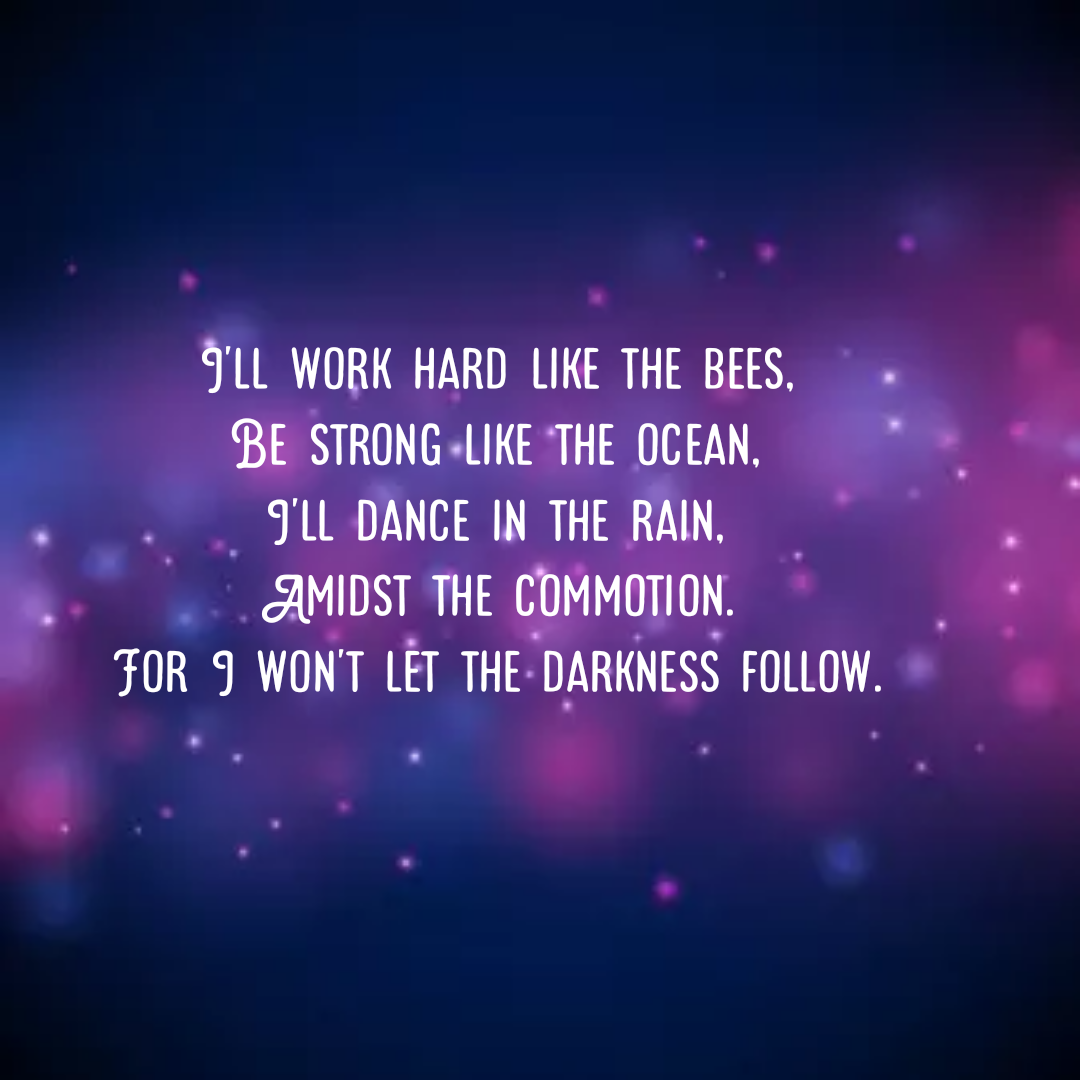 I'll work hard like the bees,
Be strong like the ocean,
I'll dance in the rain,
Amidst the commotion.
For I won't let the darkness follow.